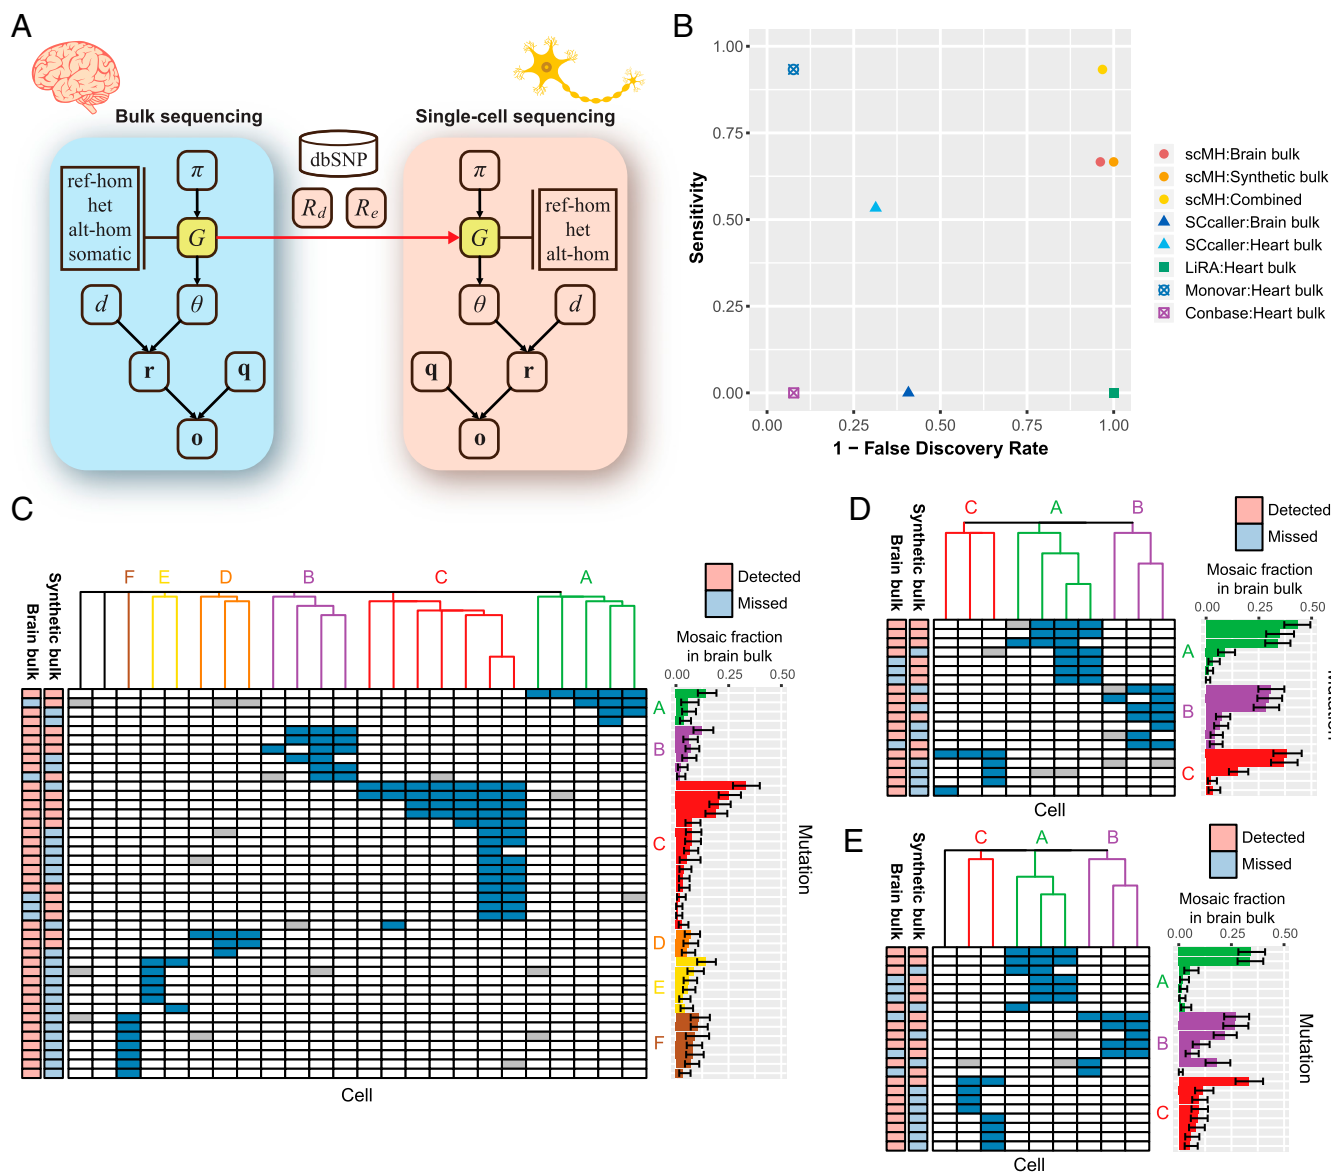 A
Bulk sequencing
Single-cell sequencing
dbSNP
ref-hom
het
alt-hom
somatic
π
G
d
θ
r
q
o
R_d
R_e
π
G
θ
d
q
r
o
ref-hom
het
alt-hom
B
Sensitivity
1.00
0.75
0.50
0.25
0.00
0.00 0.25 0.50 0.75 1.00
1 − False Discovery Rate
scMH:Brain bulk
scMH:Synthetic bulk
scMH:Combined
SCcaller:Brain bulk
SCcaller:Heart bulk
LiRA:Heart bulk
Monovar:Heart bulk
Conbase:Heart bulk
C
Synthetic bulk
Brain bulk
F E D B C A
Detected
Missed
Mosaic fraction
in brain bulk
0.00 0.25 0.50
A
B
C
D
E
F
Mutation
Cell
D
Synthetic bulk
Brain bulk
C A B
Detected
Missed
Mosaic fraction
in brain bulk
0.00 0.25 0.50
A
B
C
Cell
E
Synthetic bulk
Brain bulk
C A B
Detected
Missed
Mosaic fraction
in brain bulk
0.00 0.25 0.50
A
B
C
Mutation
Cell